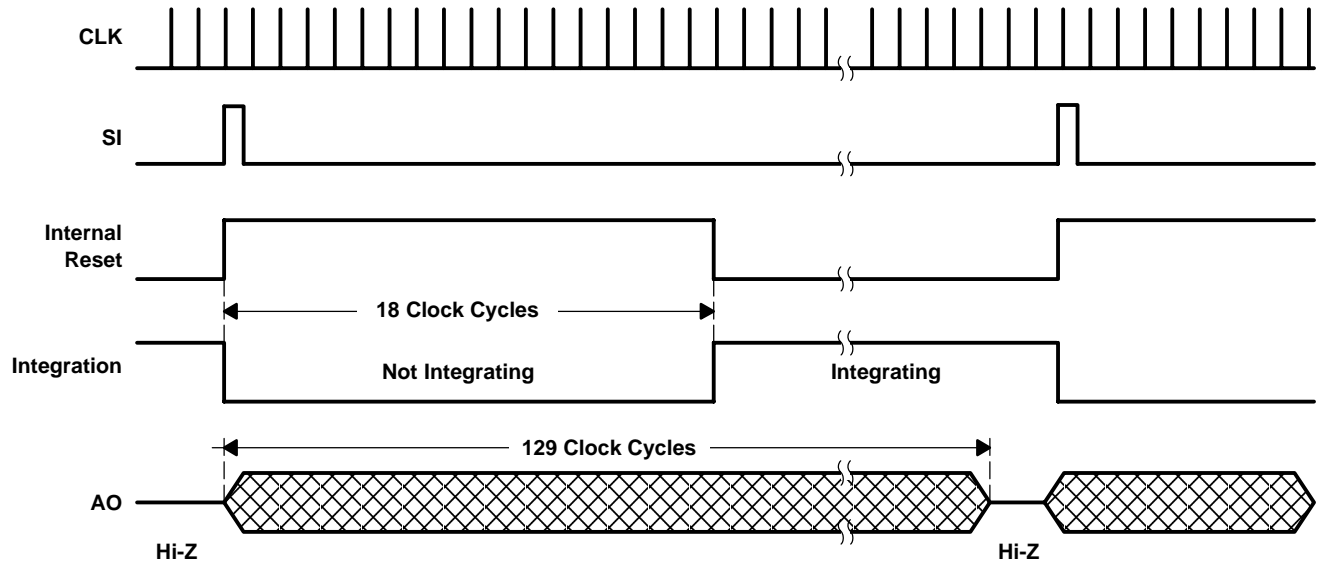 CLK
SI
Internal
Reset
18 Clock Cycles
Integration
Not Integrating
Integrating
129 Clock Cycles
AO
Hi-Z
Hi-Z